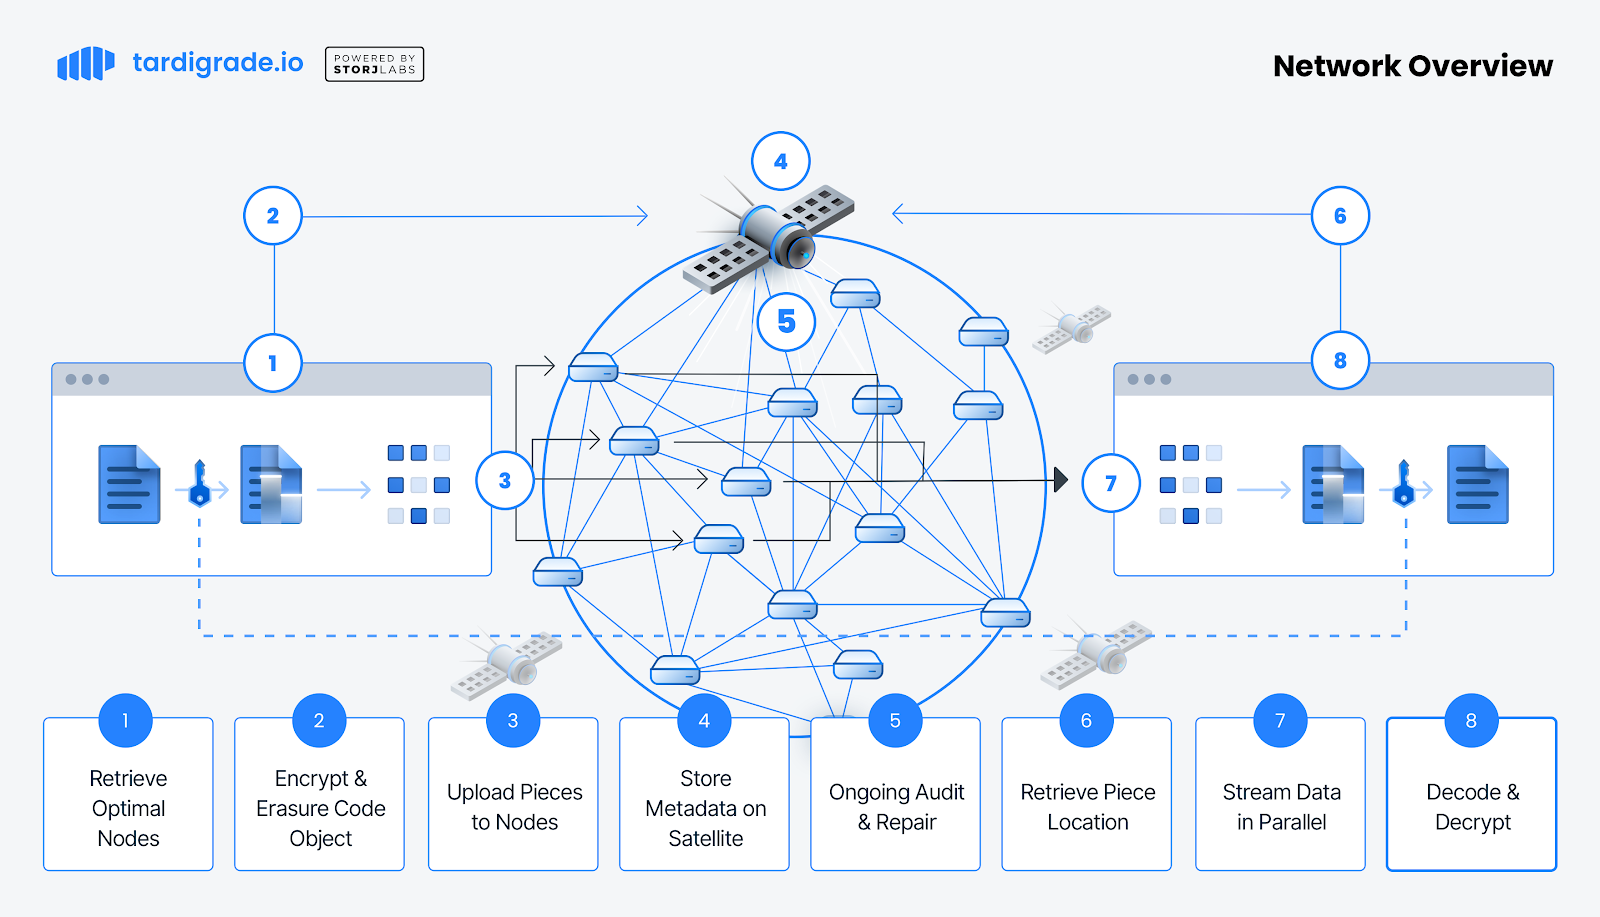 tardigrade.io
POWERED BY
STORJLABS
Network Overview
4
2
6
5
1
8
3
7
1
Retrieve
Optimal
Nodes
2
Encrypt &
Erasure Code
Object
3
Upload Pieces
to Nodes
4
Store
Metadata on
Satellite
5
Ongoing Audit
& Repair
6
Retrieve Piece
Location
7
Stream Data
in Parallel
8
Decode &
Decrypt